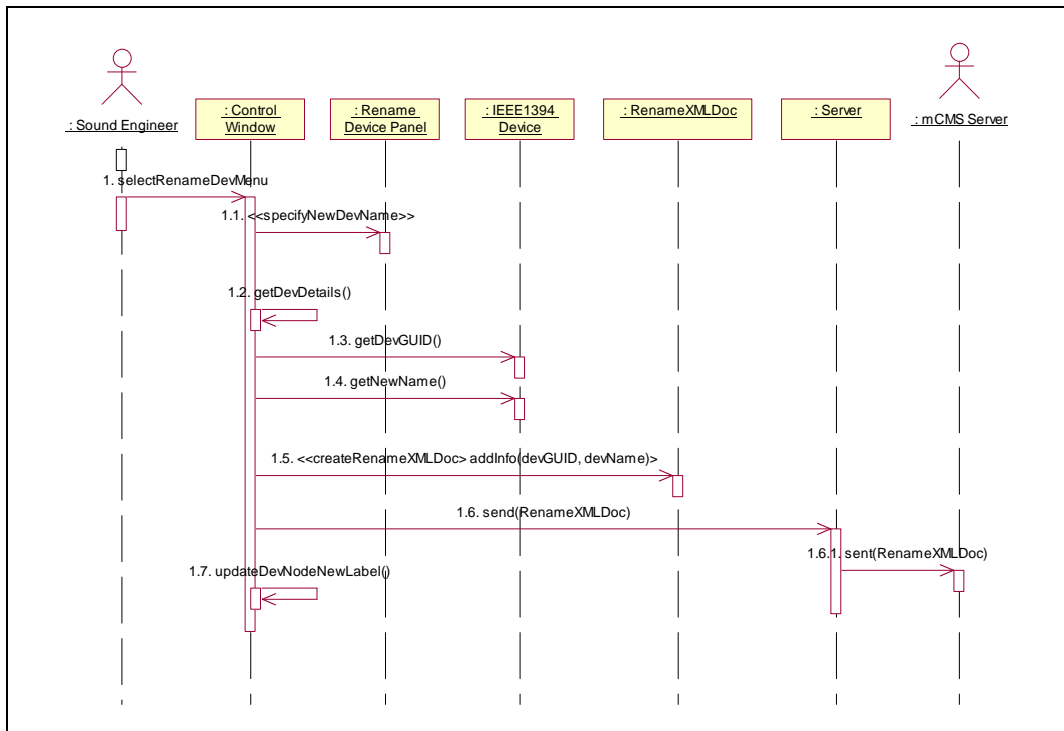 : Sound Engineer
: Control
Window
: Rename
Device Panel
: IEEE1394
Device
: RenameXMLDoc
: Server
: mCMS Server
1. selectRenameDevMenu
1.1. <<specifyNewDevName>>
1.2. getDevDetails()
1.3. getDevGUID()
1.4. getNewName()
1.5. <<createRenameXMLDoc> addInfo(devGUID, devName)>
1.6. send(RenameXMLDoc)
1.6.1. sent(RenameXMLDoc)
1.7. updateDevNodeNewLabel()